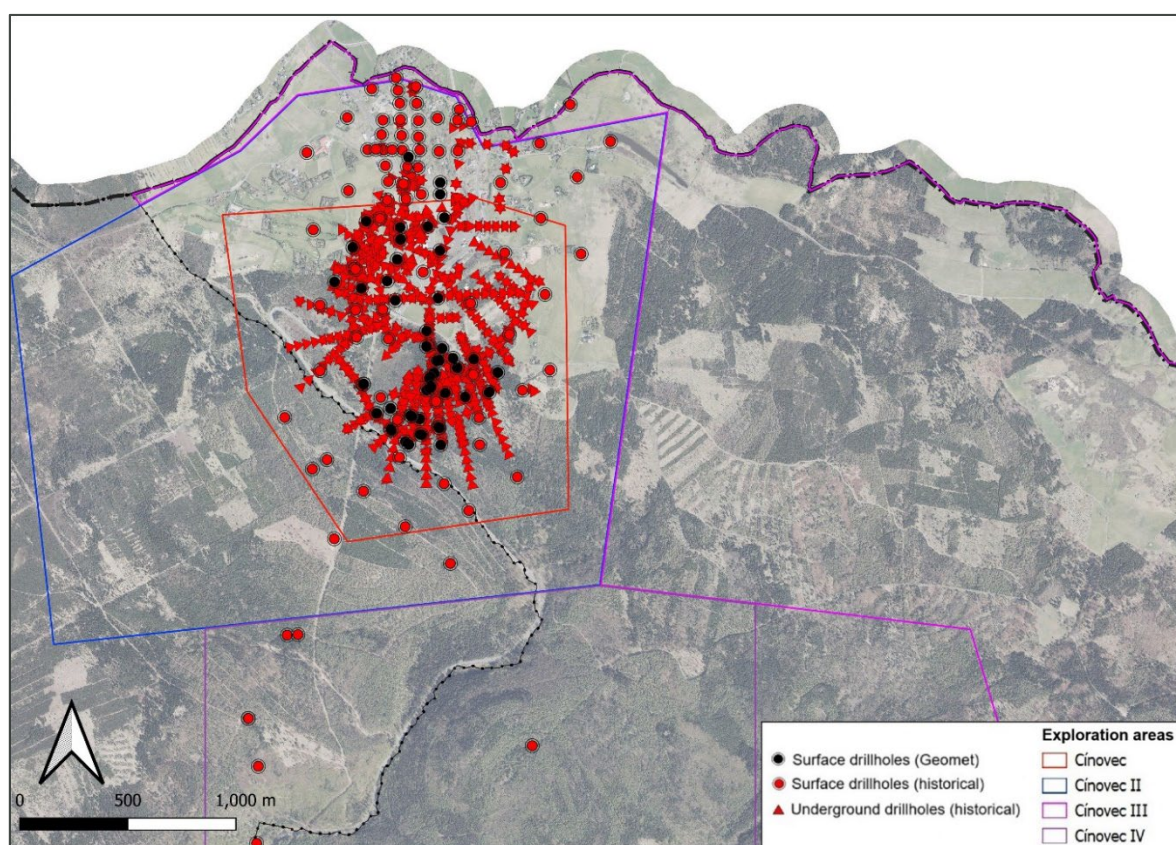 0 500 1,000 m
Surface drillholes (Geomet)
Surface drillholes (historical)
Underground drillholes (historical)
Exploration areas
Cínovec
Cínovec II
Cínovec III
Cínovec IV